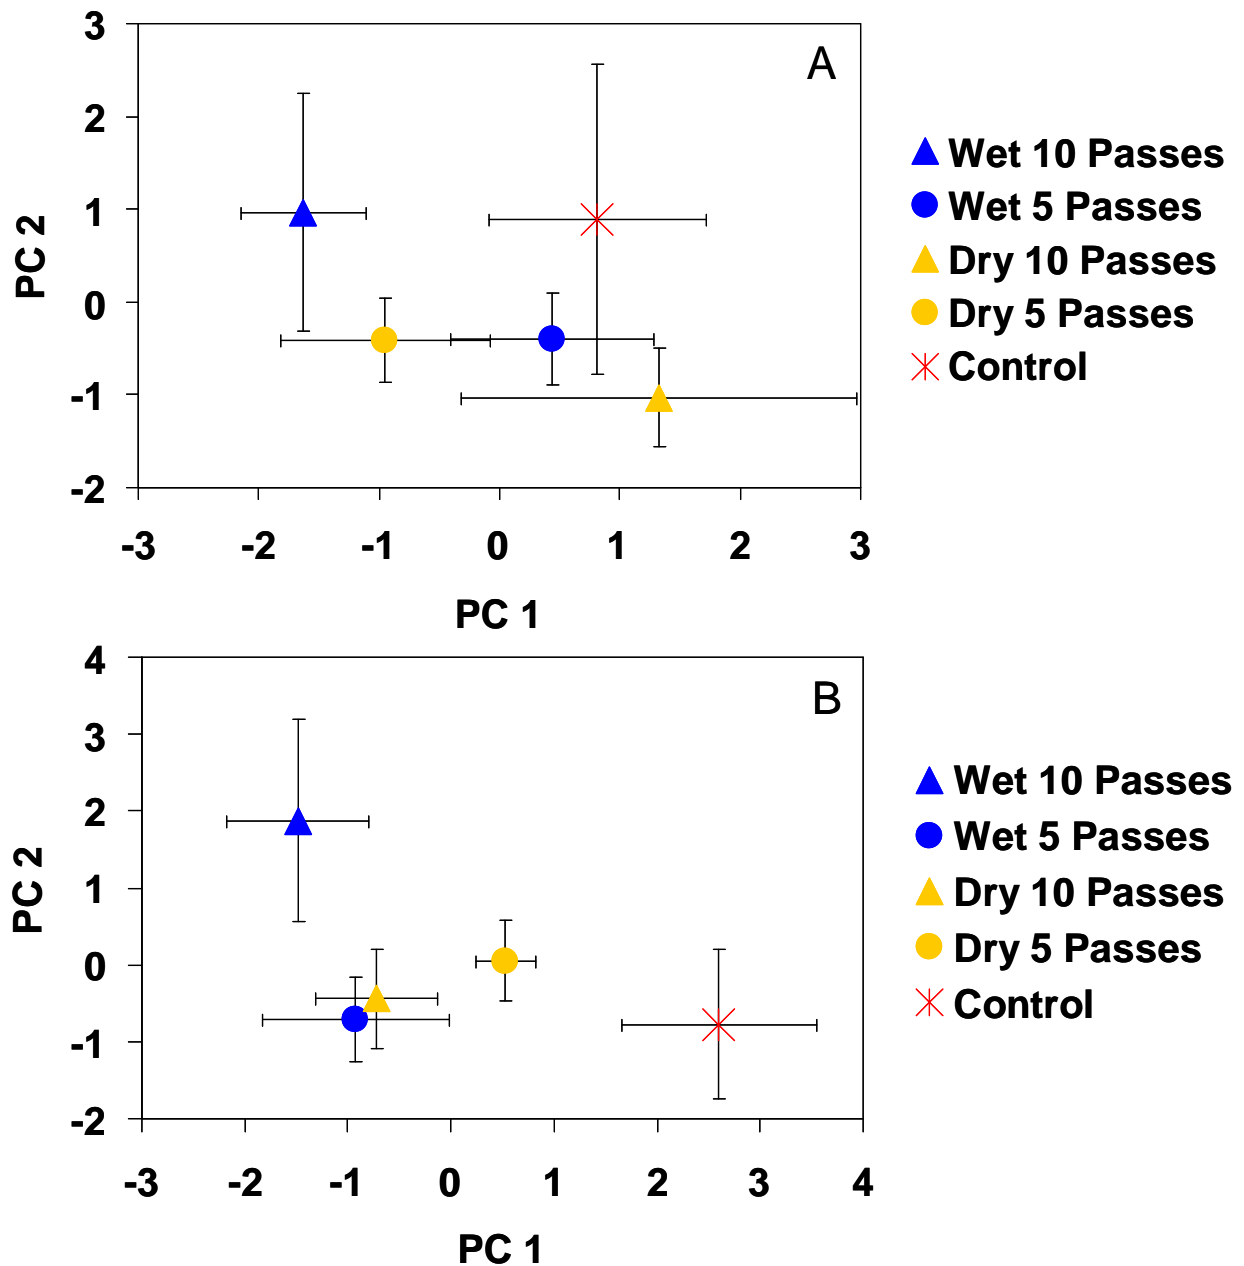 A
3
2
1
0
-1
-2
PC 2
-3 -2 -1 0 1 2 3
PC 1
Wet 10 Passes
Wet 5 Passes
Dry 10 Passes
Dry 5 Passes
Control
B
4
3
2
1
0
-1
-2
PC 2
-3 -2 -1 0 1 2 3 4
PC 1
Wet 10 Passes
Wet 5 Passes
Dry 10 Passes
Dry 5 Passes
Control